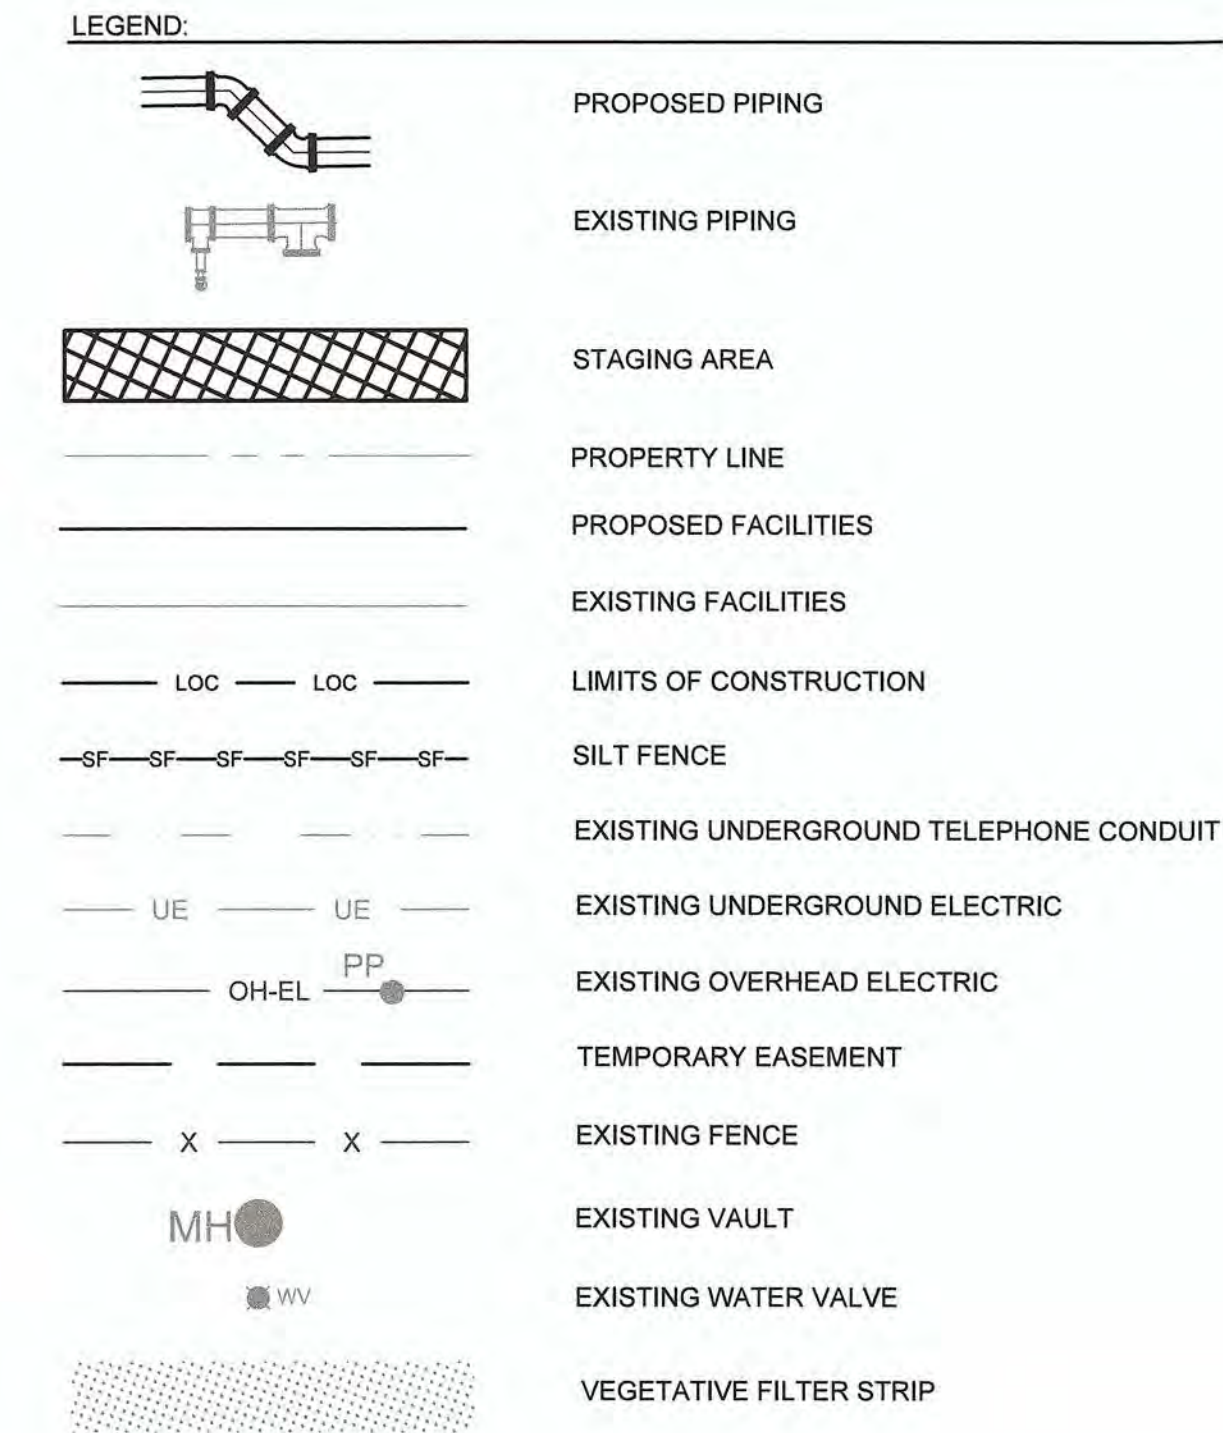 LEGEND:
PROPOSED PIPING
EXISTING PIPING
STAGING AREA
PROPERTY LINE
PROPOSED FACILITIES
EXISTING FACILITIES
LOC LOC LIMITS OF CONSTRUCTION
SF SF SF SF SF SF SILT FENCE
EXISTING UNDERGROUND TELEPHONE CONDUIT
UE UE EXISTING UNDERGROUND ELECTRIC
PP
OH-EL EXISTING OVERHEAD ELECTRIC
TEMPORARY EASEMENT
X X EXISTING FENCE
MH EXISTING VAULT
WV EXISTING WATER VALVE
VEGETATIVE FILTER STRIP